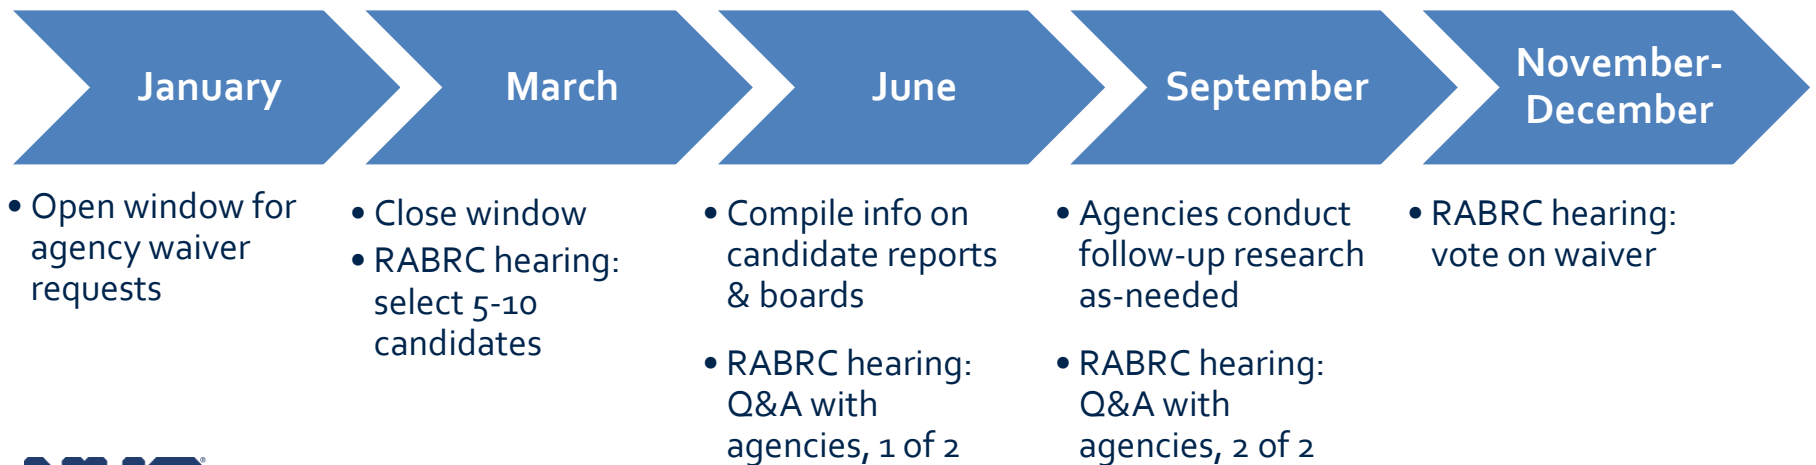 January
• Open window for
agency waiver
requests
March
• Close window
• RABRC hearing:
select 5-10
candidates
June
• Compile info on
candidate reports
& boards
• RABRC hearing:
Q&A with
agencies, 1 of 2
September
• Agencies conduct
follow-up research
as-needed
• RABRC hearing:
Q&A with
agencies, 2 of 2
November-
December
• RABRC hearing:
vote on waiver